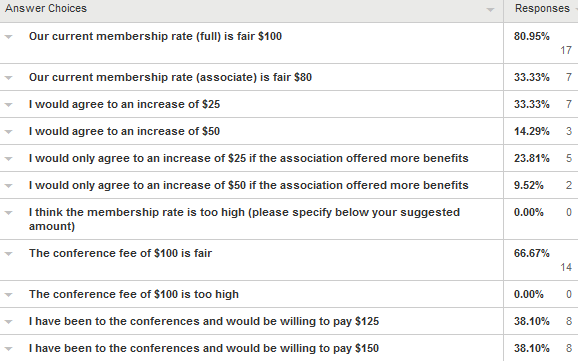 Answer Choices Responses
Our current membership rate (full) is fair $100 80.95%
17
Our current membership rate (associate) is fair $80 33.33% 7
I would agree to an increase of $25 33.33% 7
I would agree to an increase of $50 14.29% 3
I would only agree to an increase of $25 if the association offered more benefits 23.81% 5
I would only agree to an increase of $50 if the association offered more benefits 9.52% 2
I think the membership rate is too high (please specify below your suggested 0.00% 0
amount)
The conference fee of $100 is fair 66.67%
14
The conference fee of $100 is too high 0.00% 0
I have been to the conferences and would be willing to pay $125 38.10% 8
I have been to the conferences and would be willing to pay $150 38.10% 8